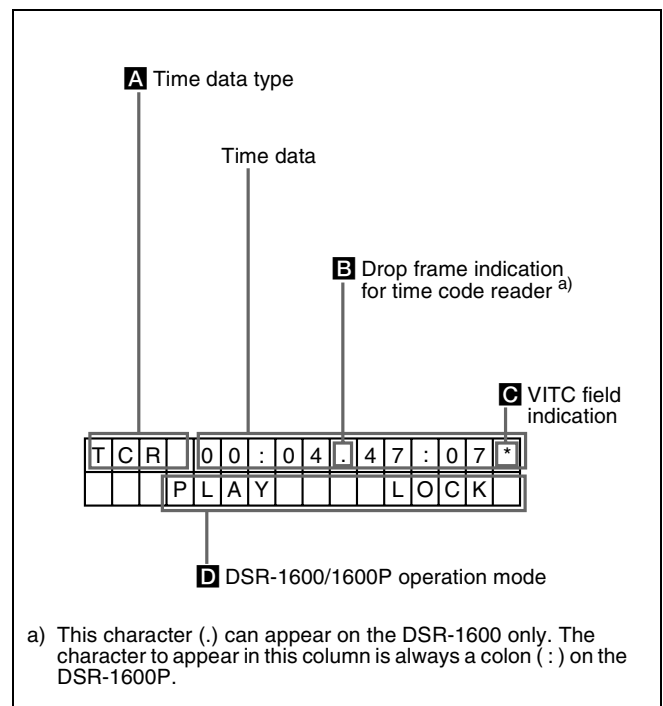 A Time data type
Time data
B Drop frame indication
for time code reader a)
C VITC field
indication
TCR 00:04.47:07*
PLAY LOCK
D DSR-1600/1600P operation mode
a) This character (.) can appear on the DSR-1600 only. The
character to appear in this column is always a colon ( : ) on the
DSR-1600P.